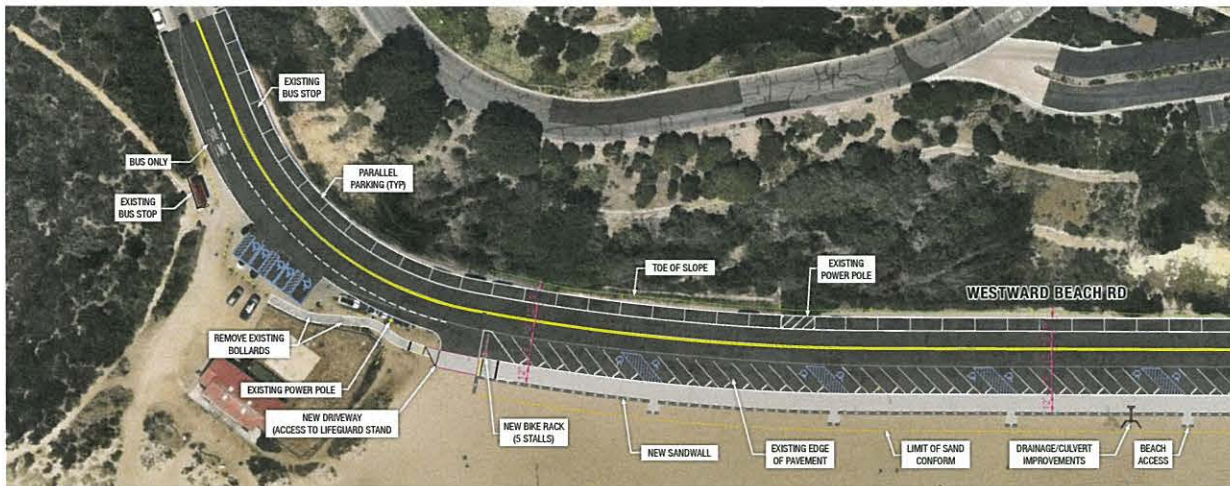 EXISTING
BUS STOP
BUS ONLY
PARALLEL
PARKING (TYP)
EXISTING
BUS STOP
TOE OF SLOPE
EXISTING
POWER POLE
WESTWARD BEACH RD
REMOVE EXISTING
BOLLARDS
EXISTING POWER POLE
NEW DRIVEWAY
(ACCESS TO LIFEGUARD STAND
NEW BIKE RACK
(5 STALLS)
NEW SANDWALL
EXISTING EDGE
OF PAVEMENT
LIMIT OF SAND
CONFORM
DRAINAGE/CULVERT
IMPROVEMENTS
BEACH
ACCESS